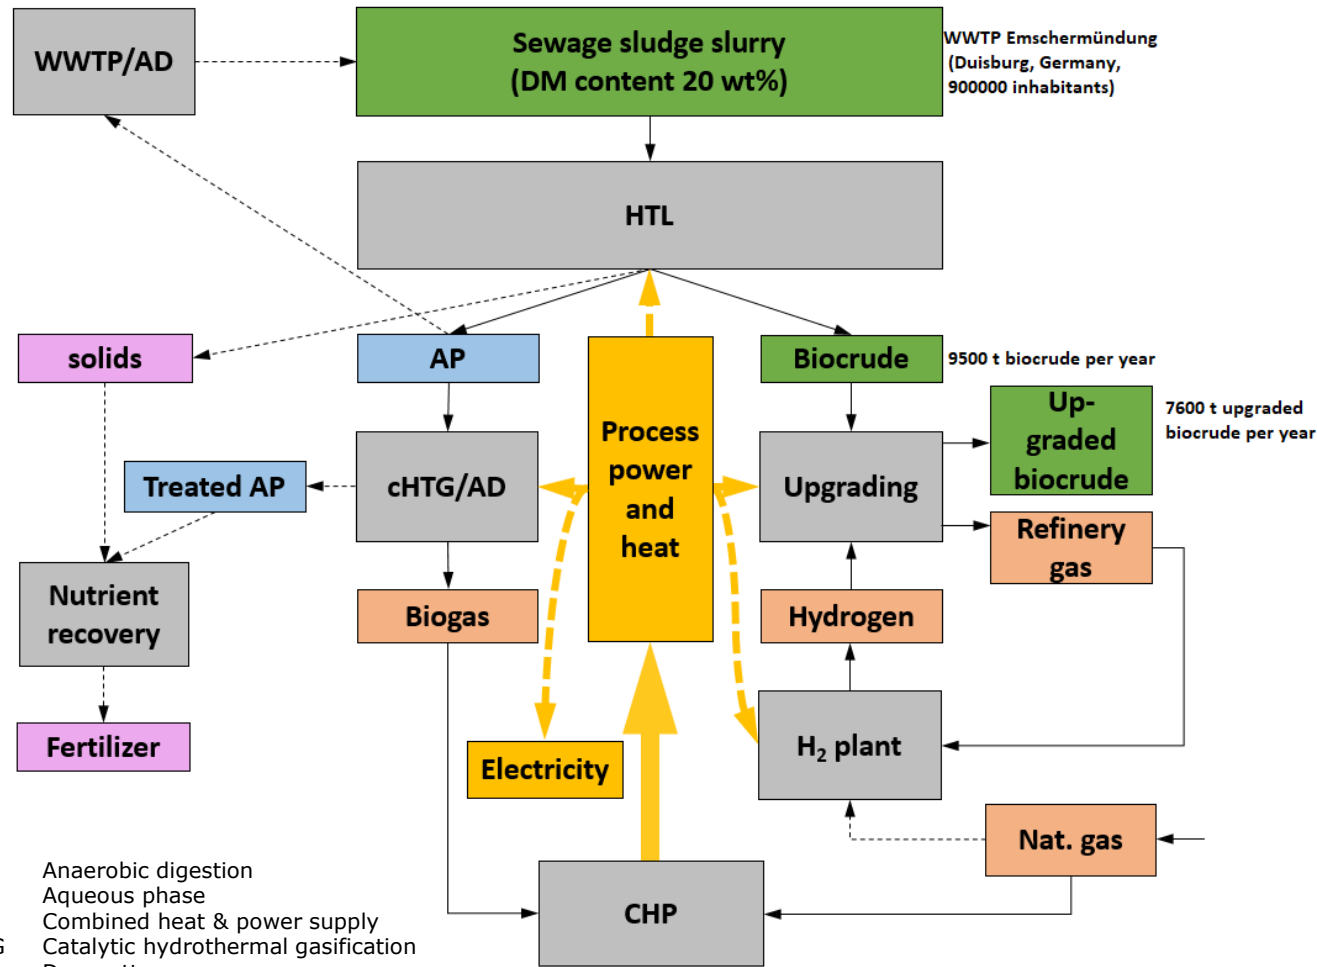 WWTP/AD
Sewage sludge slurry
(DM content 20 wt%)
WWTP Emschermündung
(Duisburg, Germany,
900000 inhabitants)
HTL
solids
AP
Biocrude
9500 t biocrude per year
Process
power
and
heat
Up-
graded
biocrude
7600 t upgraded
biocrude per year
Treated AP
cHTG/AD
Upgrading
Refinery
gas
Nutrient
recovery
Biogas
Hydrogen
Fertilizer
Electricity
H₂ plant
Nat. gas
CHP
Anaerobic digestion
Aqueous phase
Combined heat & power supply
G Catalytic hydrothermal gasification